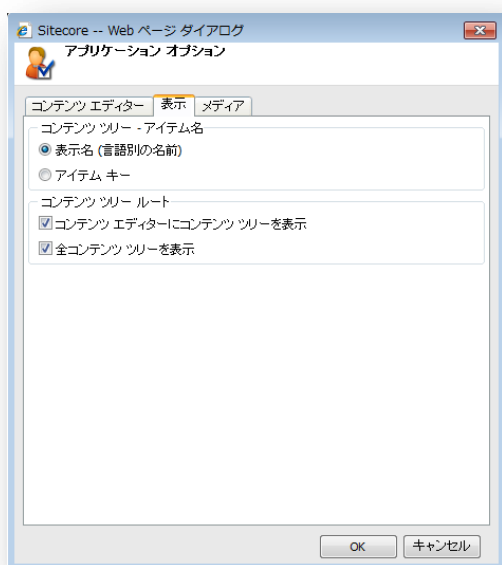 Sitecore -- Web ページ ダイアログ
アプリケーション オプション
コンテンツ エディター 表示 メディア
コンテンツ ツリー - アイテム名
表示名 (言語別の名前)
アイテム キー
コンテンツ ツリー ルート
コンテンツ エディターにコンテンツ ツリーを表示
全コンテンツ ツリーを表示
OK キャンセル